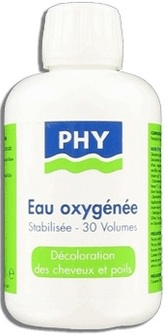 PHY
Eau oxygénée
Stabilisée - 30 Volumes
Décoloration
des cheveux et poils